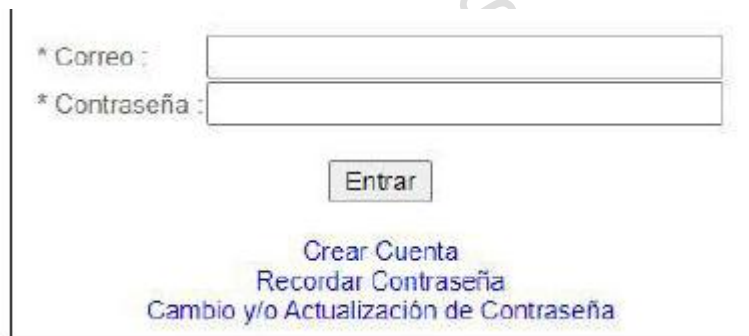 * Correo :
* Contraseña :
Entrar
Crear Cuenta
Recordar Contraseña
Cambio y/o Actualización de Contraseña